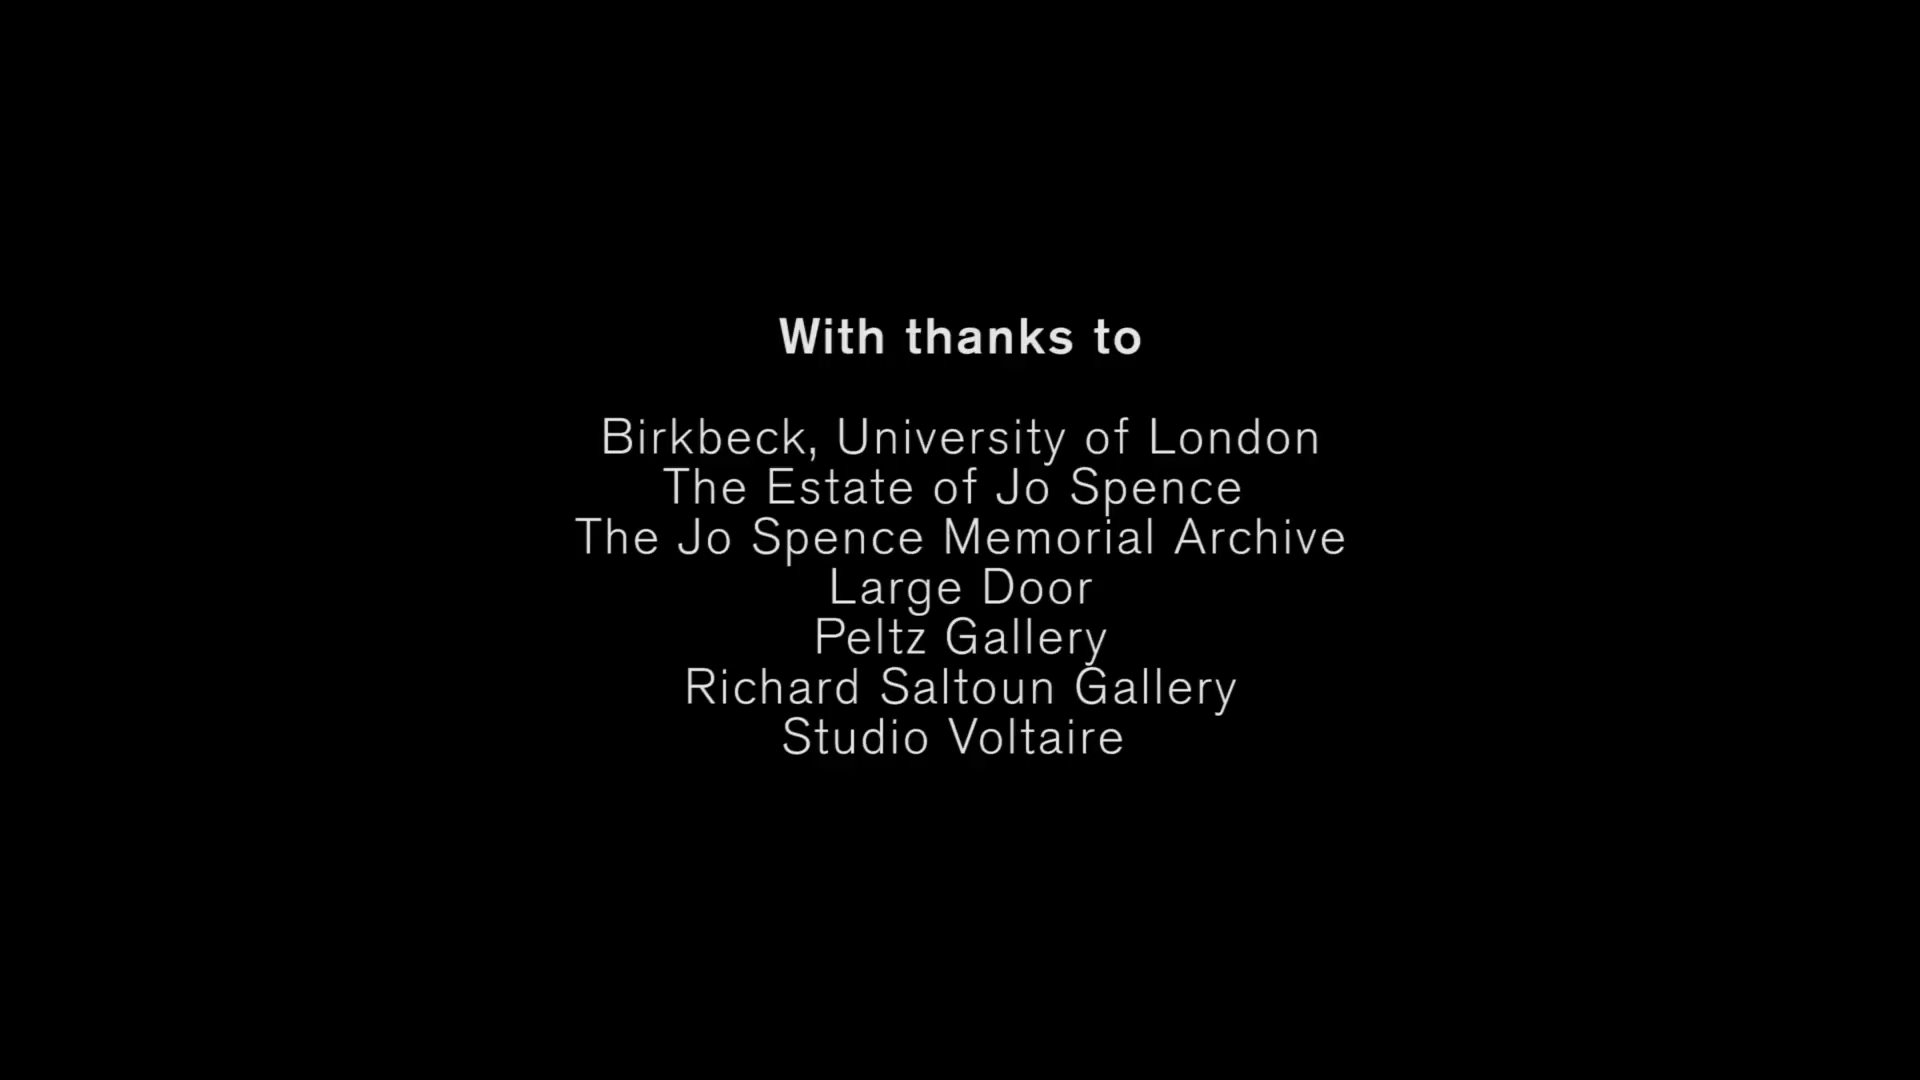 With thanks to
Birkbeck, University of London
The Estate of Jo Spence
The Jo Spence Memorial Archive
Large Door
Peltz Gallery
Richard Saltoun Gallery
Studio Voltaire